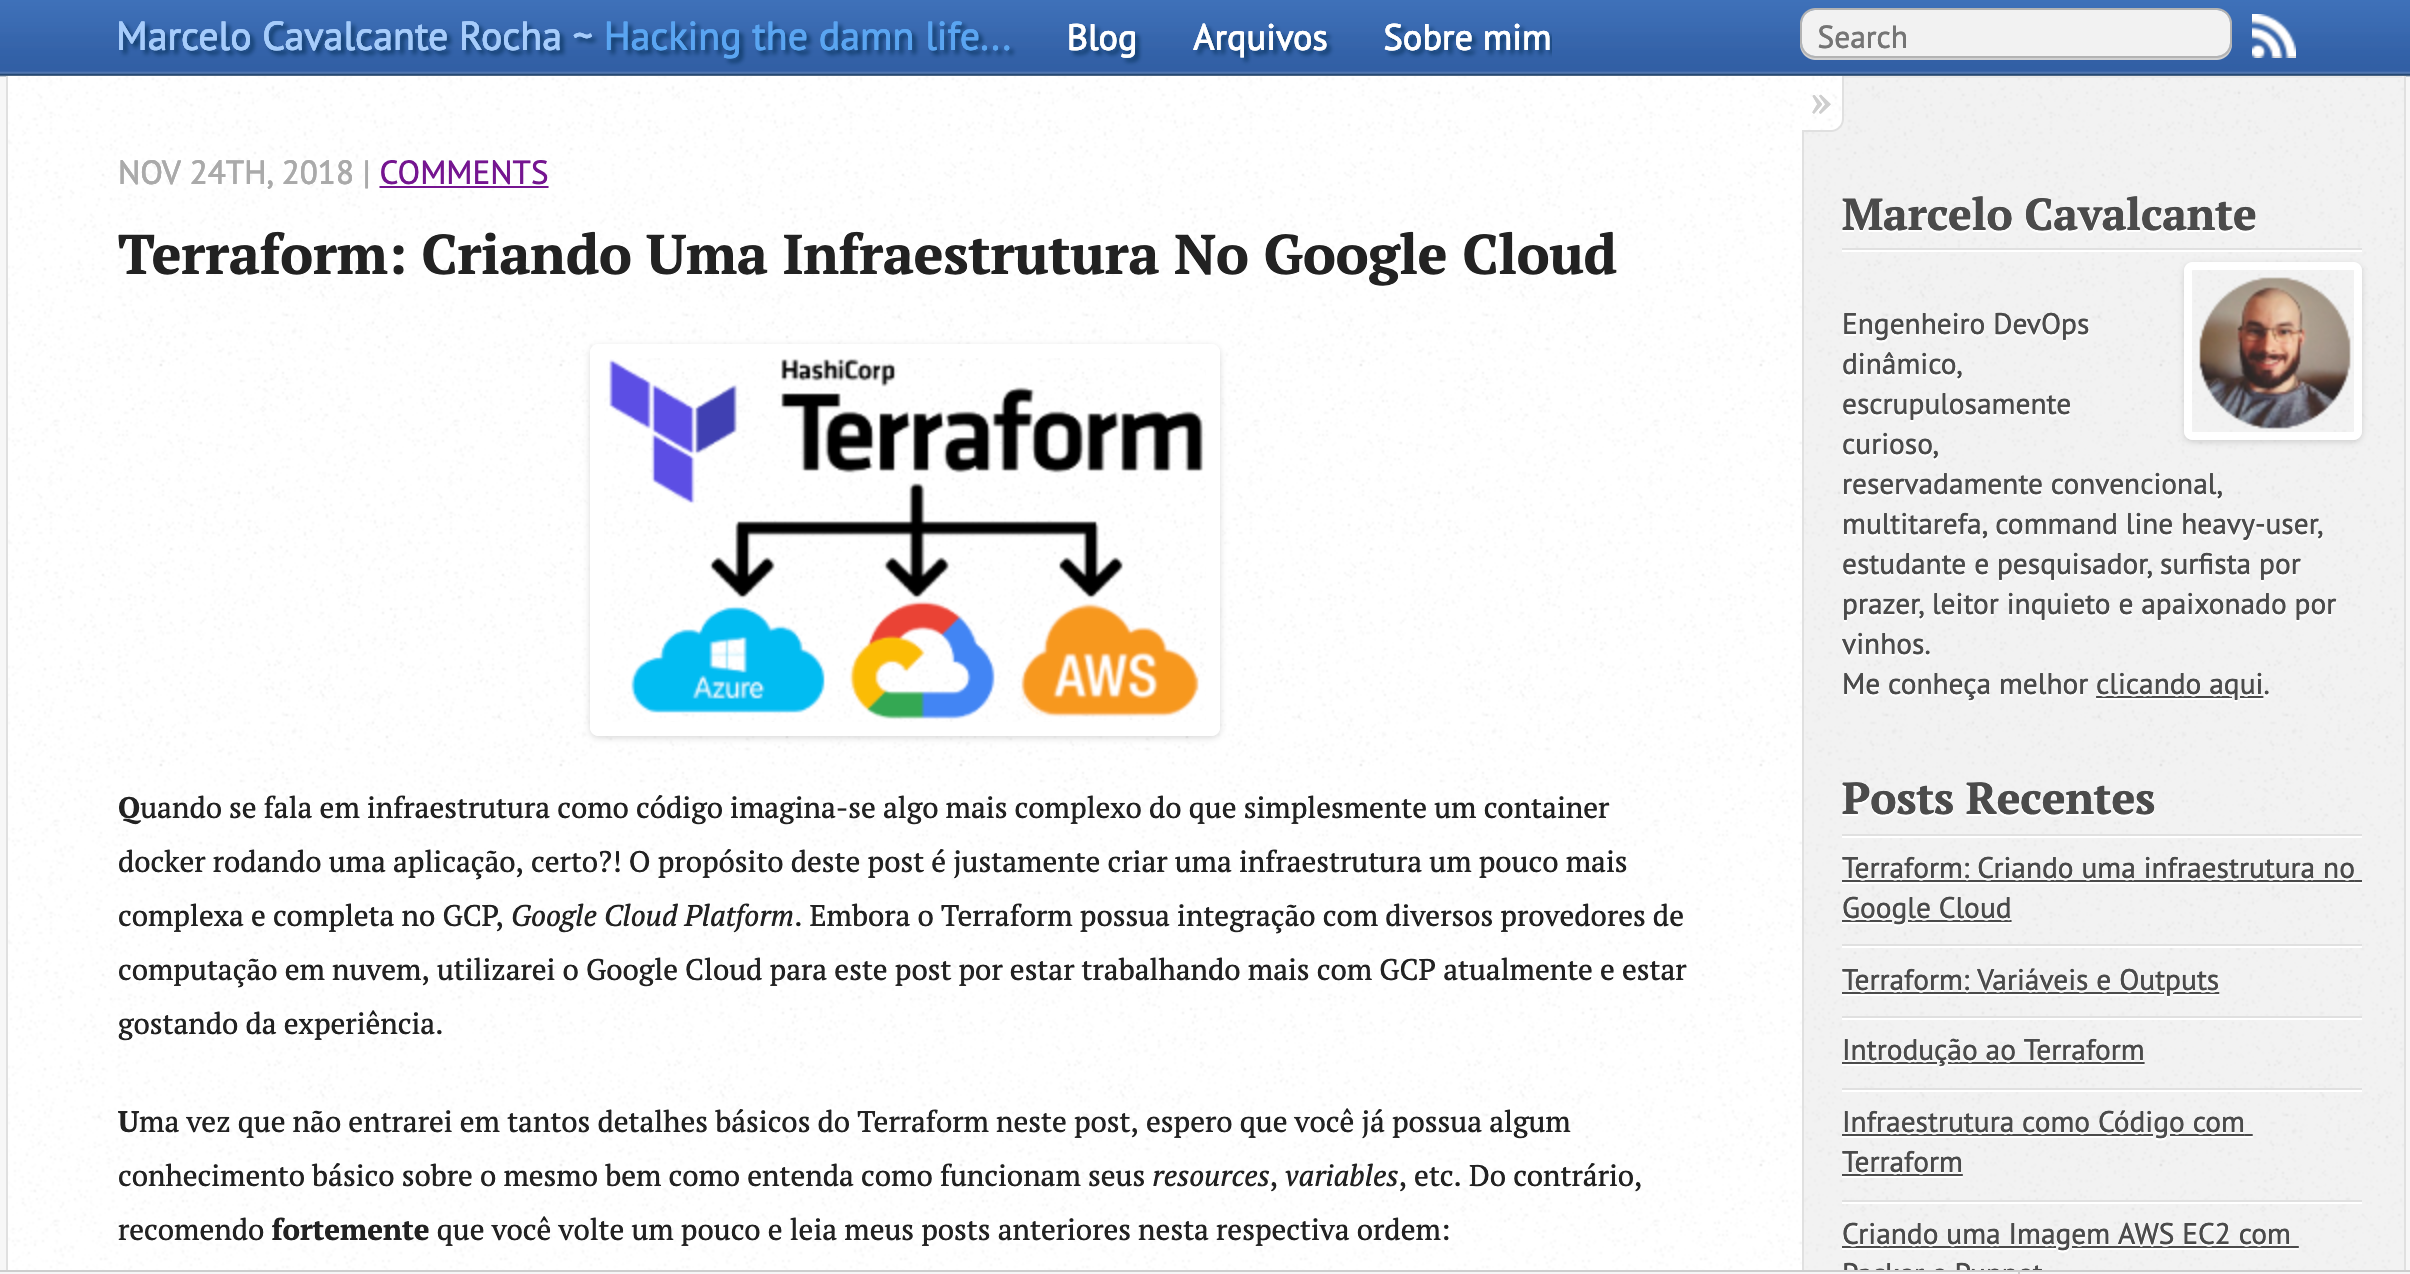 Marcelo Cavalcante Rocha ~ Hacking the damn life...
Blog
Arquivos
Sobre mim
Search
»
NOV 24TH, 2018 | COMMENTS
Terraform: Criando Uma Infraestrutura No Google Cloud
HashiCorp
Terraform
Azure
AWS
Quando se fala em infraestrutura como código imagina-se algo mais complexo do que simplesmente um container
docker rodando uma aplicação, certo?! O propósito deste post é justamente criar uma infraestrutura um pouco mais
complexa e completa no GCP, Google Cloud Platform. Embora o Terraform possua integração com diversos provedores de
computação em nuvem, utilizarei o Google Cloud para este post por estar trabalhando mais com GCP atualmente e estar
gostando da experiência.
Uma vez que não entrarei em tantos detalhes básicos do Terraform neste post, espero que você já possua algum
conhecimento básico sobre o mesmo bem como entenda como funcionam seus resources, variables, etc. Do contrário,
recomendo fortemente que você volte um pouco e leia meus posts anteriores nesta respectiva ordem:
Marcelo Cavalcante
Engenheiro DevOps
dinâmico,
escrupulosamente
curioso,
reservadamente convencional,
multitarefa, command line heavy-user,
estudante e pesquisador, surfista por
prazer, leitor inquieto e apaixonado por
vinhos.
Me conheça melhor clicando aqui.
Posts Recentes
Terraform: Criando uma infraestrutura no
Google Cloud
Terraform: Variáveis e Outputs
Introdução ao Terraform
Infraestrutura como Código com
Terraform
Criando uma Imagem AWS EC2 com
Packer e Puppet